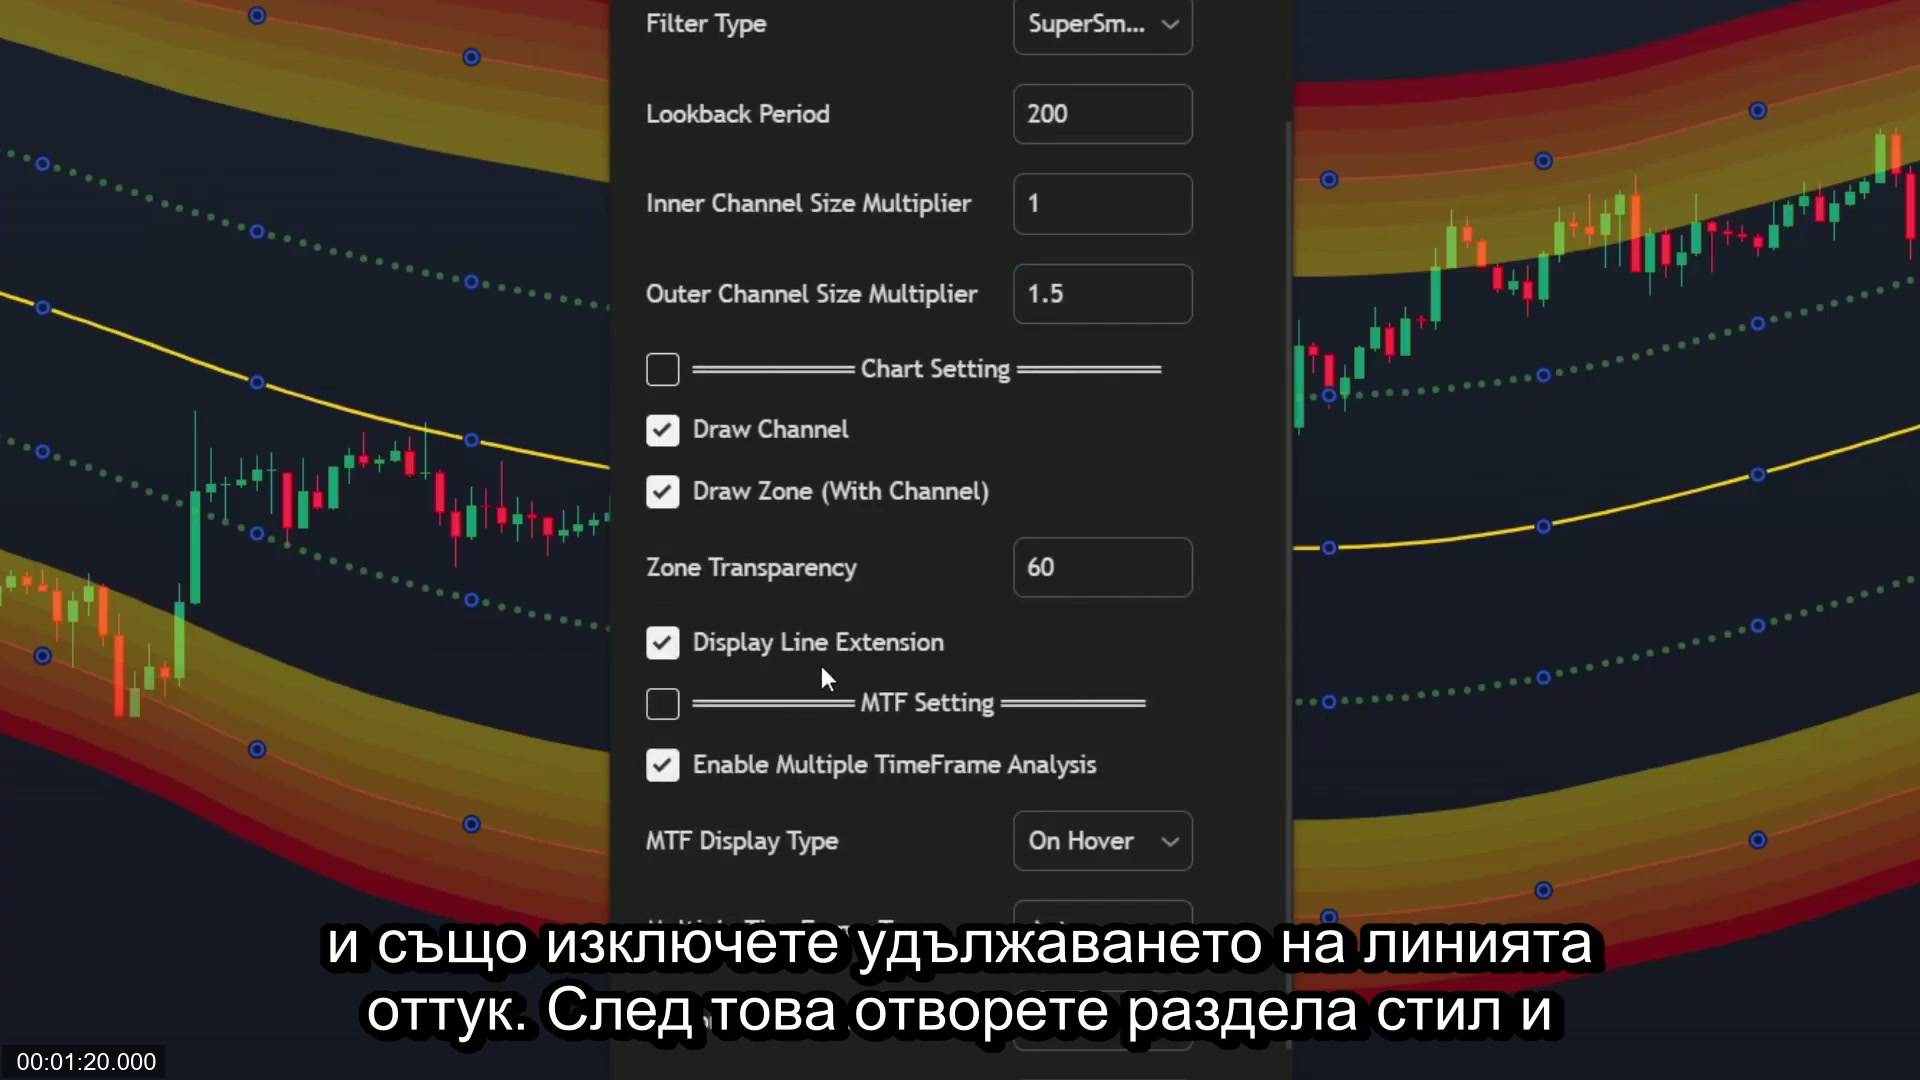 Filter Type
SuperSm...
Lookback Period
200
Inner Channel Size Multiplier
1
Outer Channel Size Multiplier
1.5
Chart Setting
Draw Channel
Draw Zone (With Channel)
Zone Transparency
60
Display Line Extension
MTF Setting
Enable Multiple TimeFrame Analysis
MTF Display Type
On Hover
и също изключете удължаването на линията
оттук. След това отворете раздела стил и
00:01:20.000